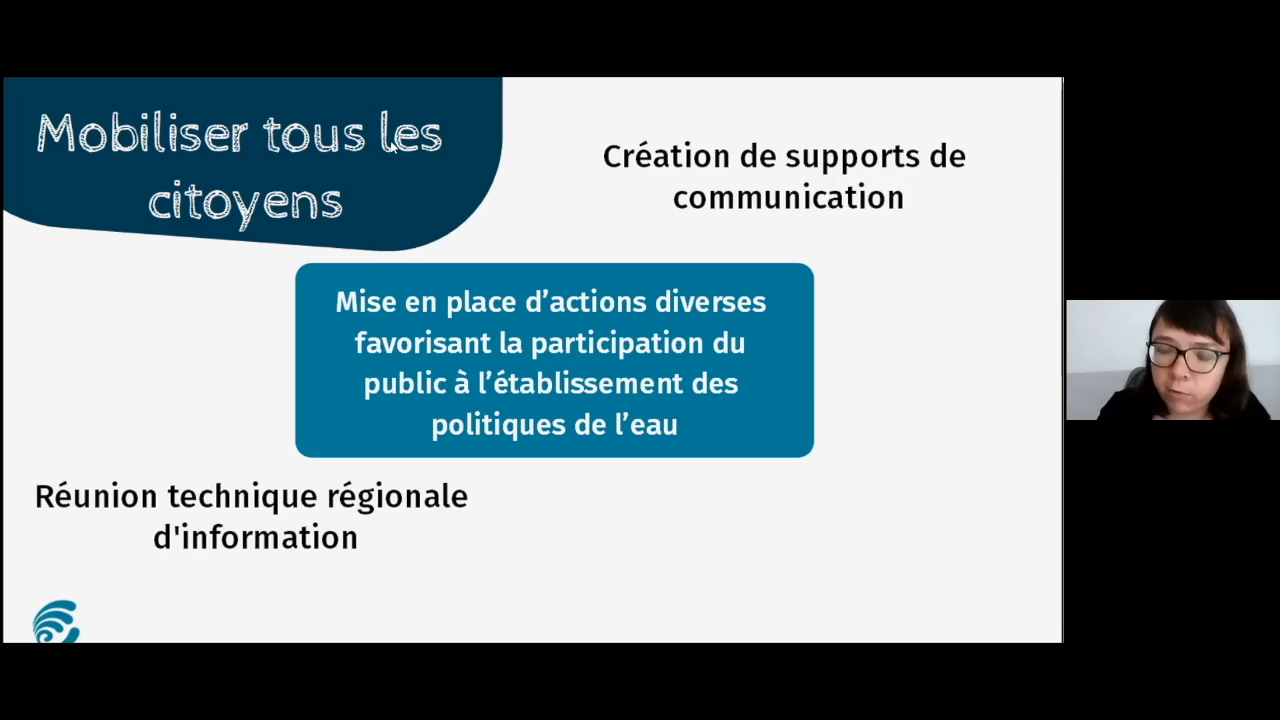 Mobiliser tous les
citoyens
Création de supports de
communication
Mise en place d’actions diverses
favorisant la participation du
public à l’établissement des
politiques de l’eau
Réunion technique régionale
d'information